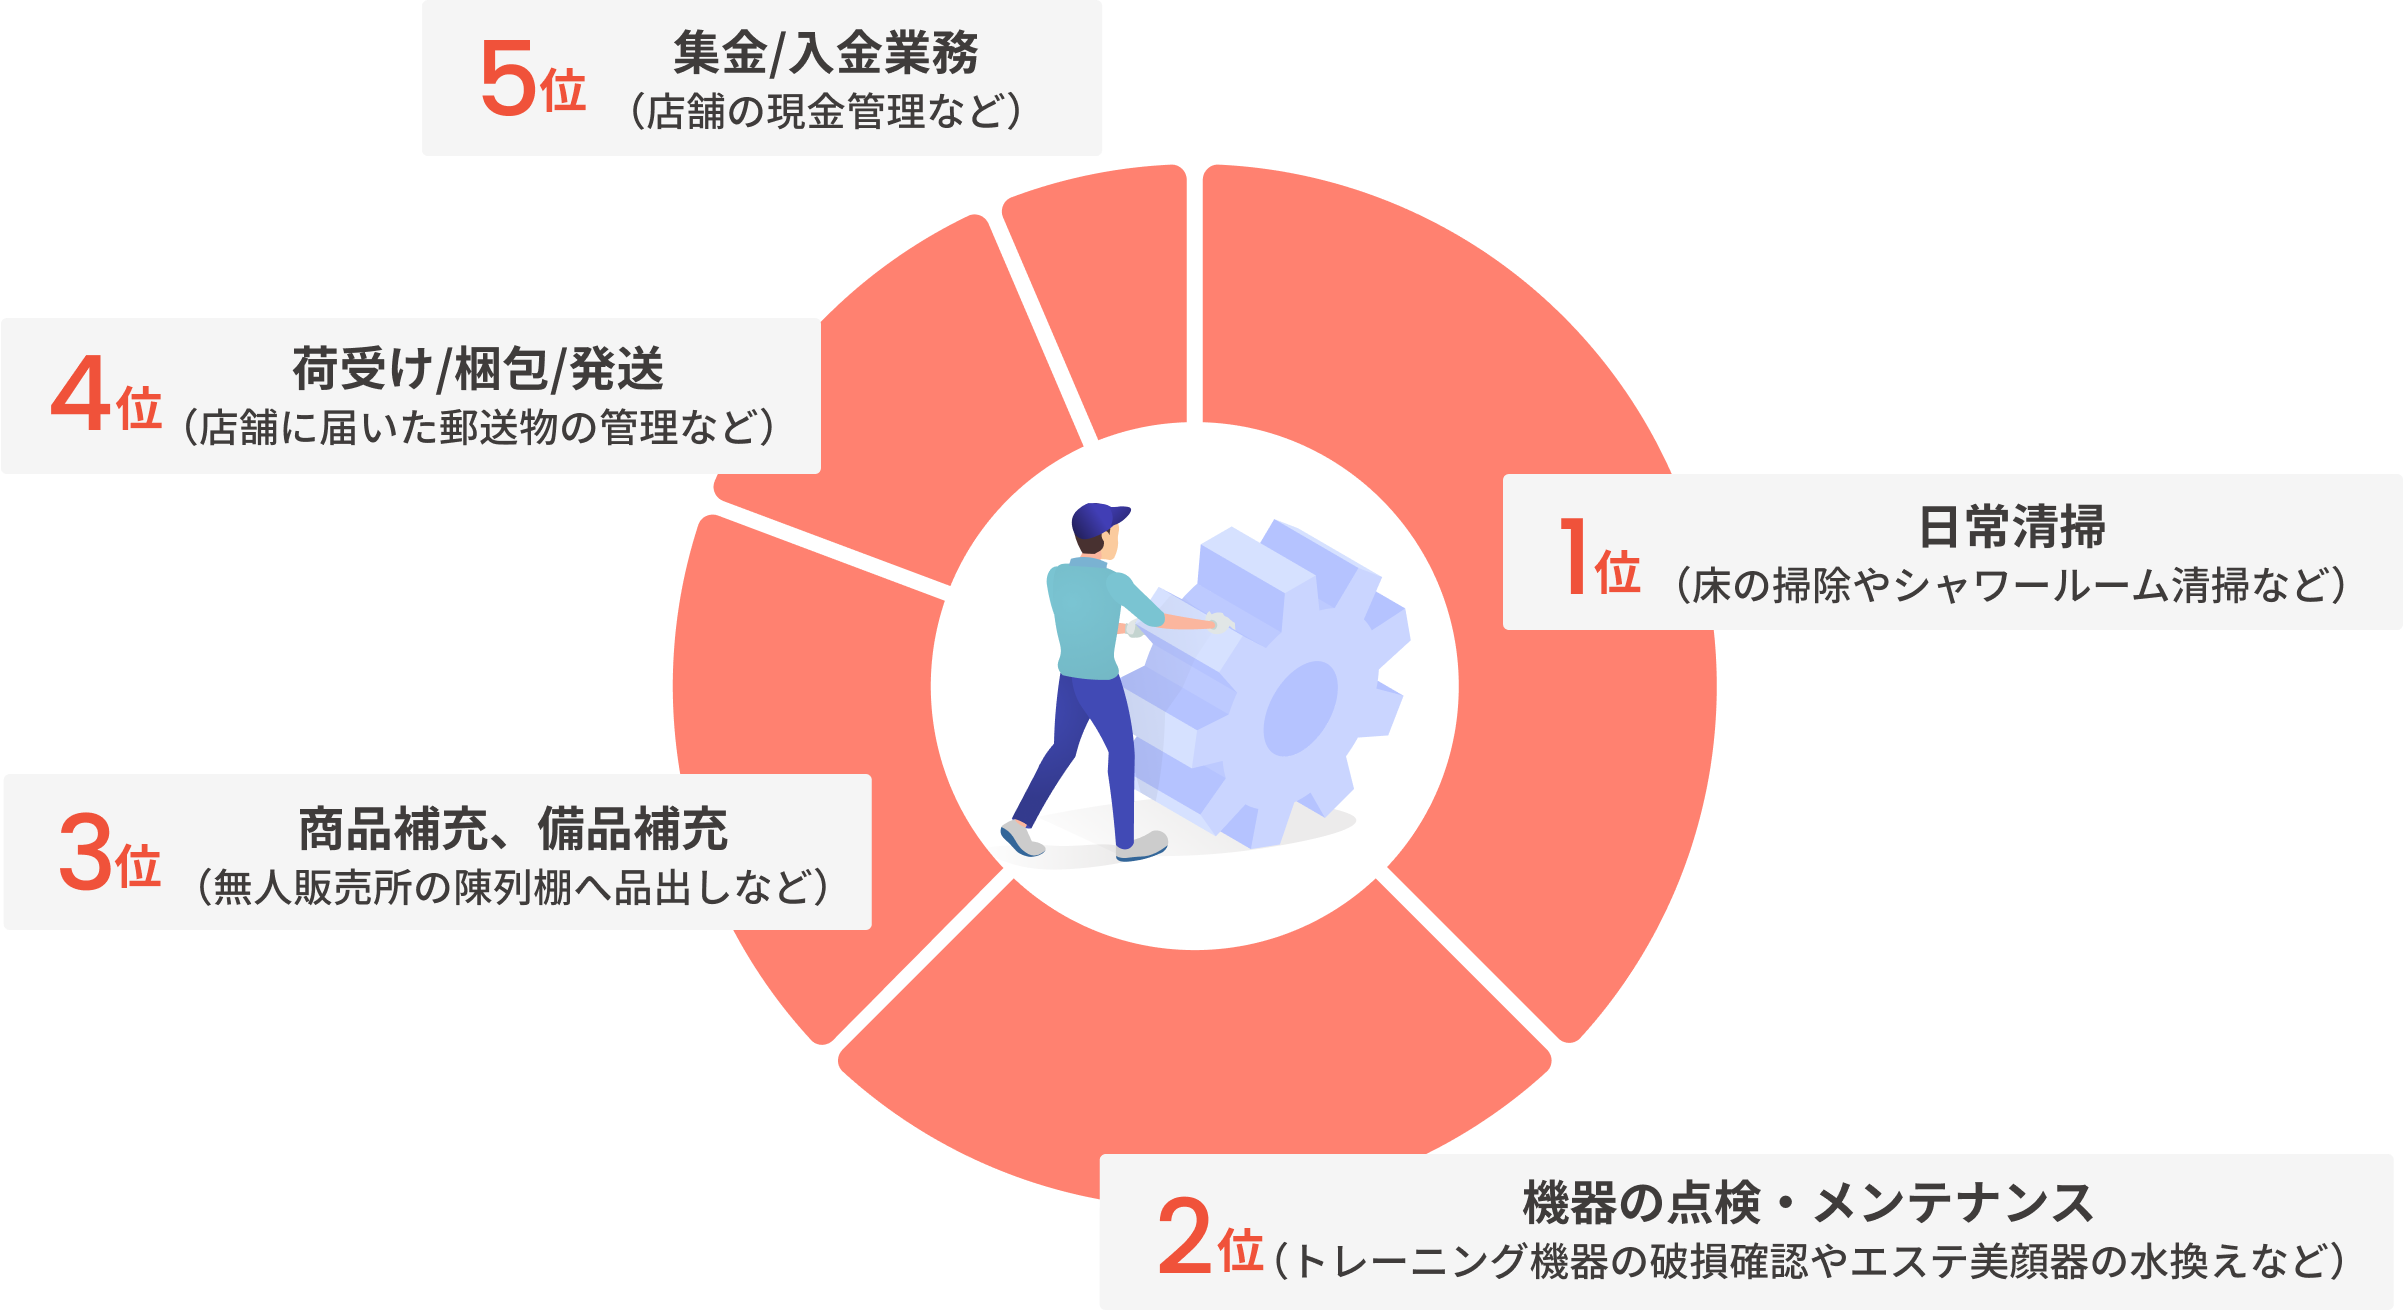 5位
集金/入金業務
（店舗の現金管理など）
4位
荷受け/梱包/発送
（店舗に届いた郵送物の管理など）
1位
日常清掃
（床の掃除やシャワールーム清掃など）
3位
商品補充、備品補充
（無人販売所の陳列棚へ品出しなど）
2位
機器の点検・メンテナンス
（トレーニング機器の破損確認やエステ美顔器の水換えなど）